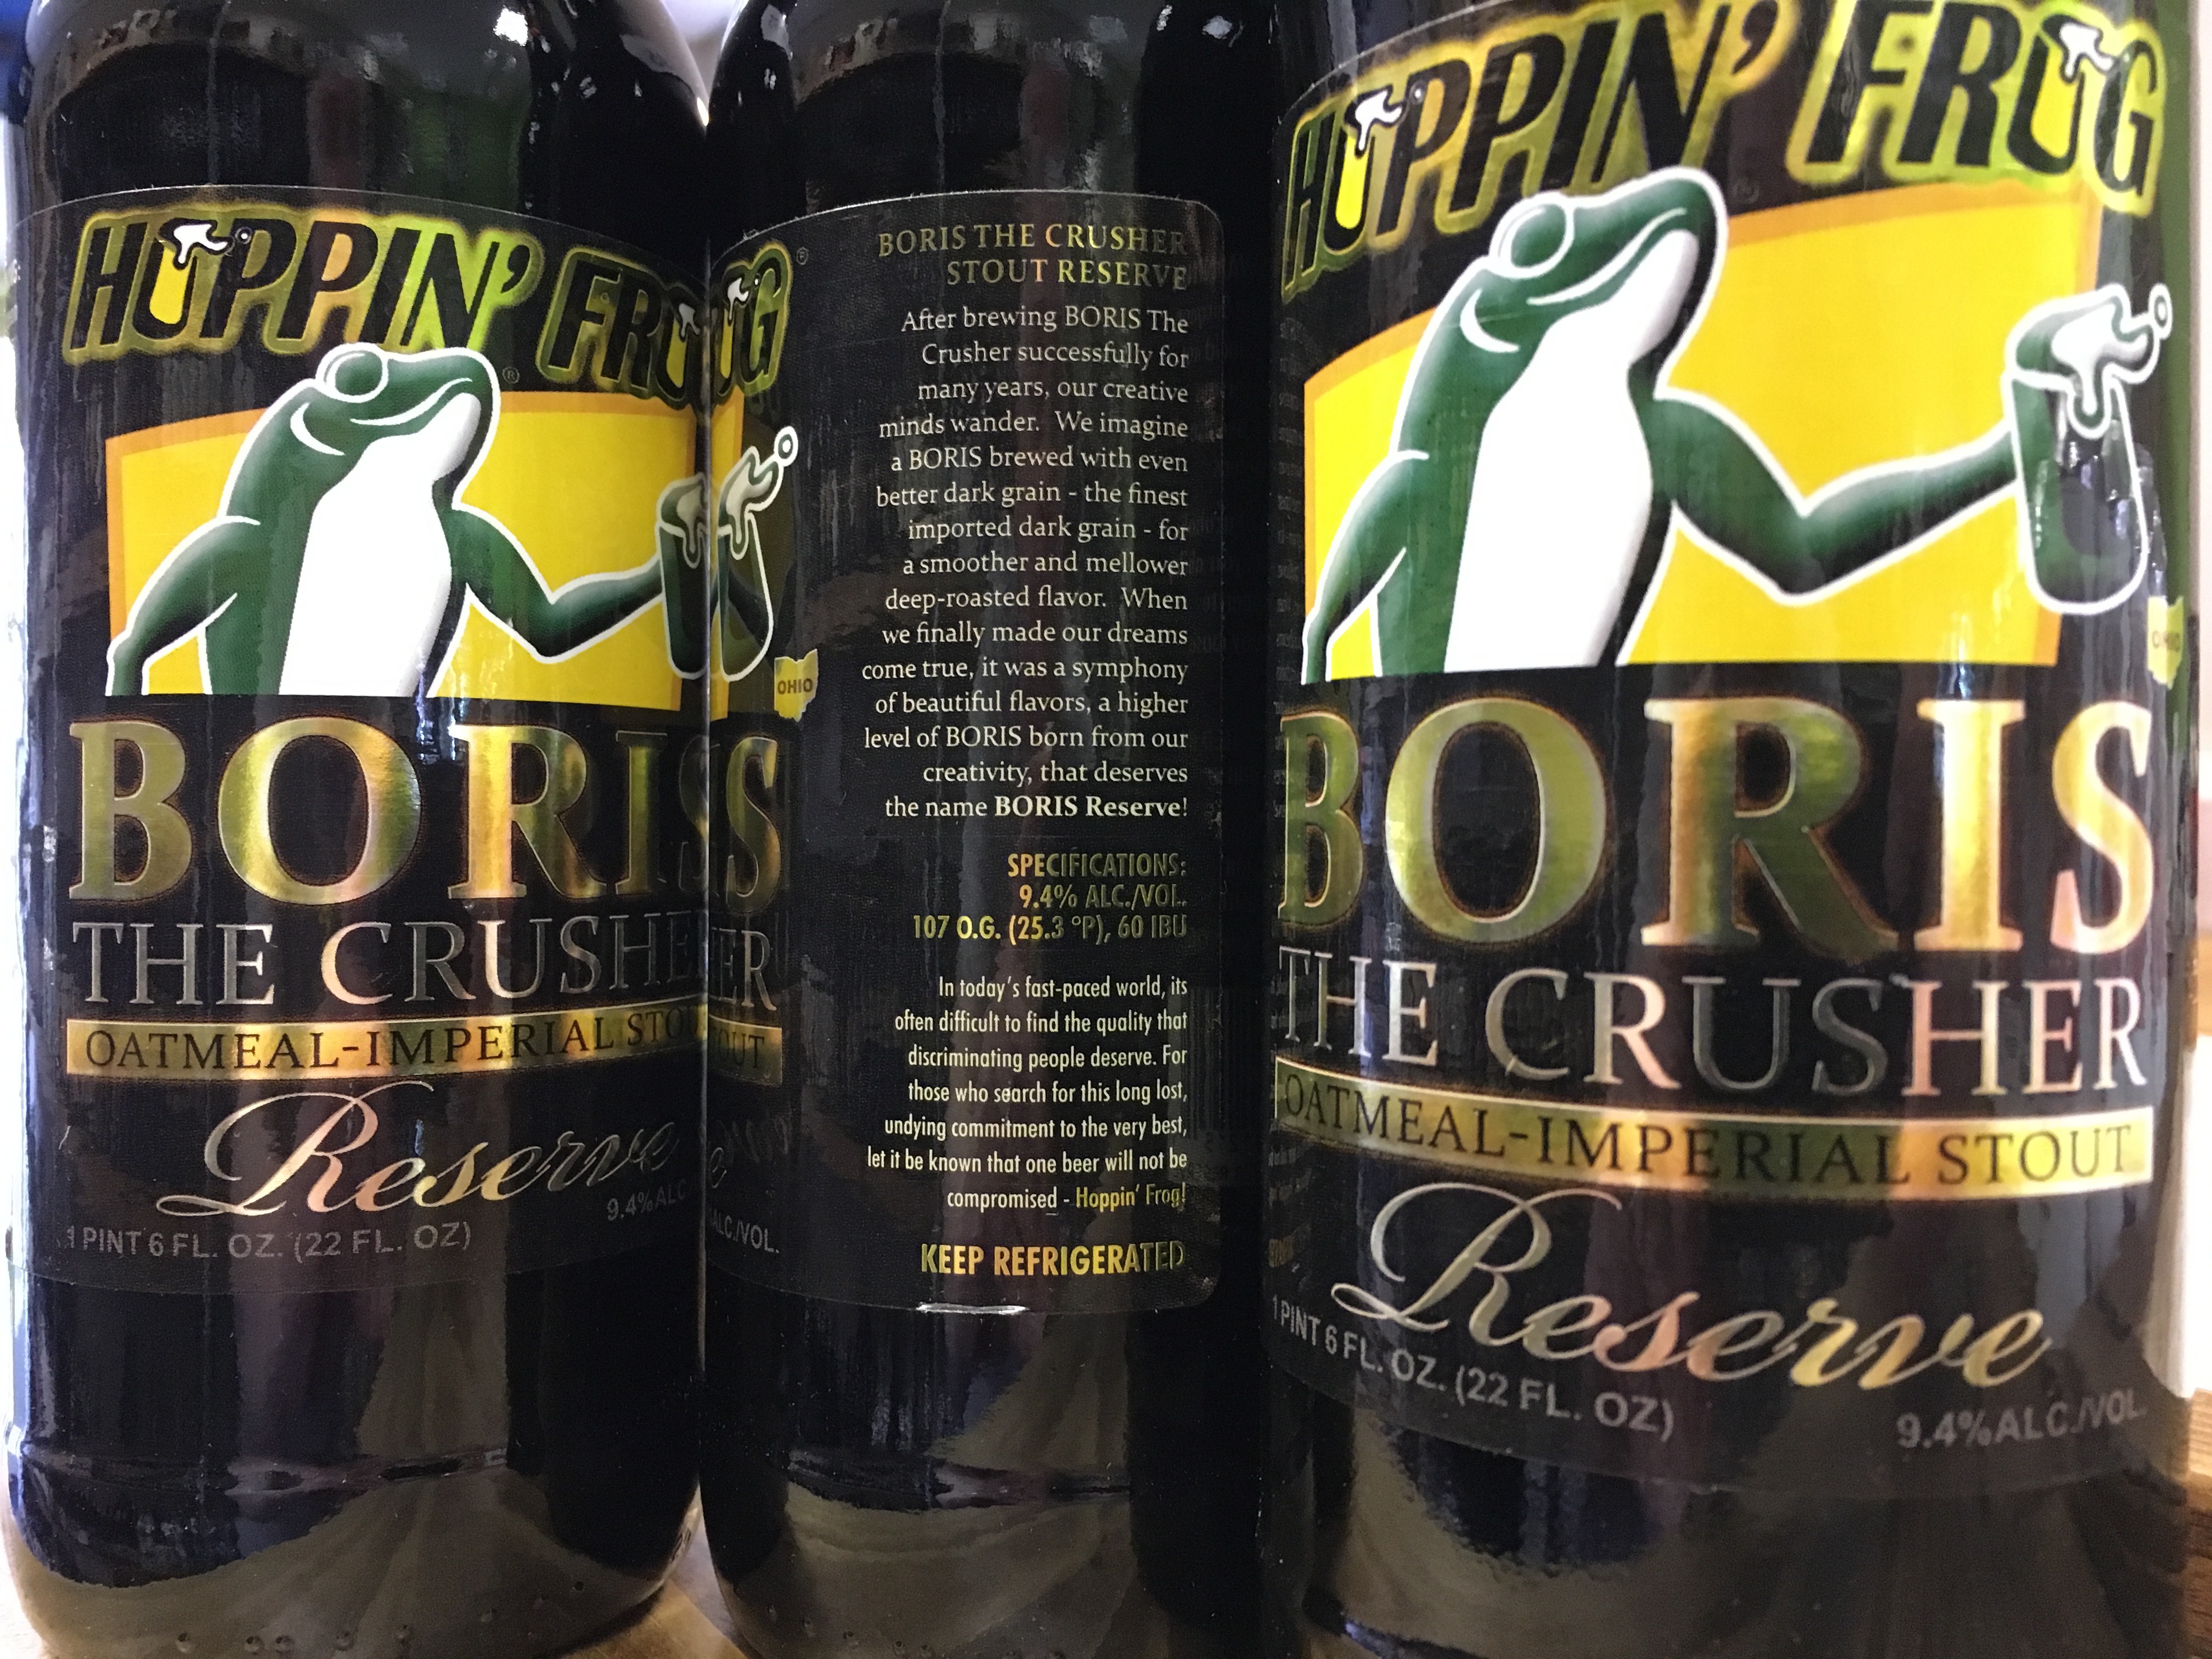 HOPPIN' FROG
®
BORIS
THE CRUSHER
OATMEAL-IMPERIAL STOUT
Reserve
9.4% ALC.
1 PINT 6 FL. OZ. (22 FL. OZ)
OG
®
OHIO
S
ER
STOUT
ALC./VOL.
BORIS THE CRUSHER
STOUT RESERVE
After brewing BORIS The
Crusher successfully for
many years, our creative
minds wander. We imagine
a BORIS brewed with even
better dark grain - the finest
imported dark grain - for
a smoother and mellower
deep-roasted flavor. When
we finally made our dreams
come true, it was a symphony
of beautiful flavors, a higher
level of BORIS born from our
creativity, that deserves
the name BORIS Reserve!
SPECIFICATIONS:
9.4% ALC./VOL.
107 O.G. (25.3 °P), 60 IBU
In today's fast-paced world, its
often difficult to find the quality that
discriminating people deserve. For
those who search for this long lost,
undying commitment to the very best,
let it be known that one beer will not be
compromised - Hoppin' Frog!
KEEP REFRIGERATED
HOPPIN' FROG
OHIO
BORIS
THE CRUSHER
OATMEAL-IMPERIAL STOUT
Reserve
1 PINT 6 FL. OZ. (22 FL. OZ)
9.4% ALC./VOL.